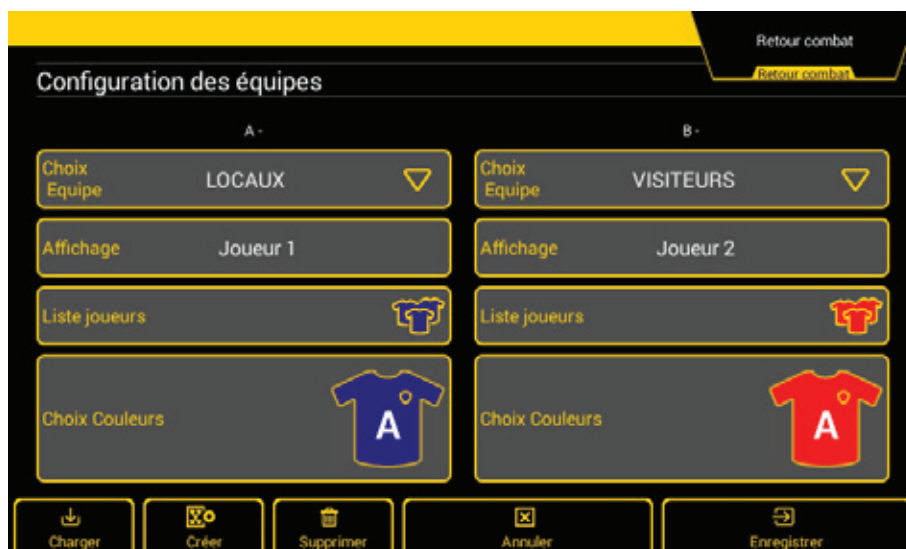 Retour combat
Retour combat
Configuration des équipes
A -
B -
Choix
Equipe
LOCAUX
Choix
Equipe
VISITEURS
Affichage
Joueur 1
Affichage
Joueur 2
Liste joueurs
Liste joueurs
Choix Couleurs
A
Choix Couleurs
A
Charger
Créer
Supprimer
Annuler
Enregistrer